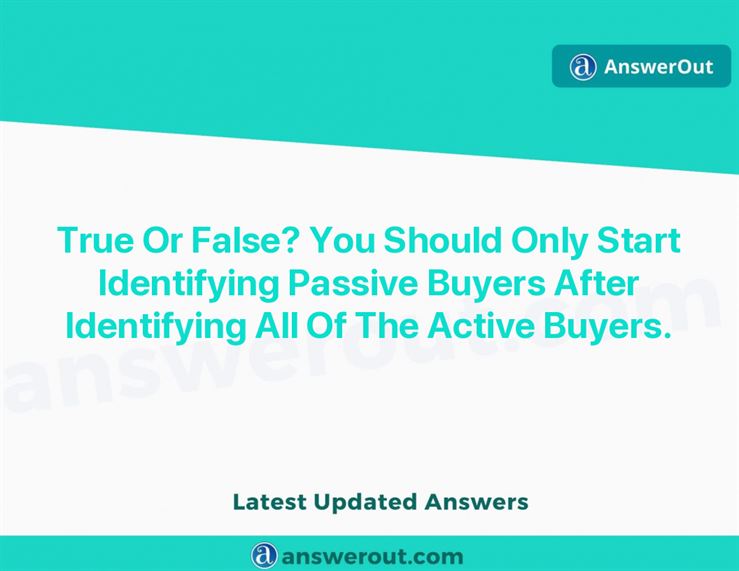 a AnswerOut
True Or False? You Should Only Start
Identifying Passive Buyers After
Identifying All Of The Active Buyers.
answerout.com
Latest Updated Answers
a answerout.com